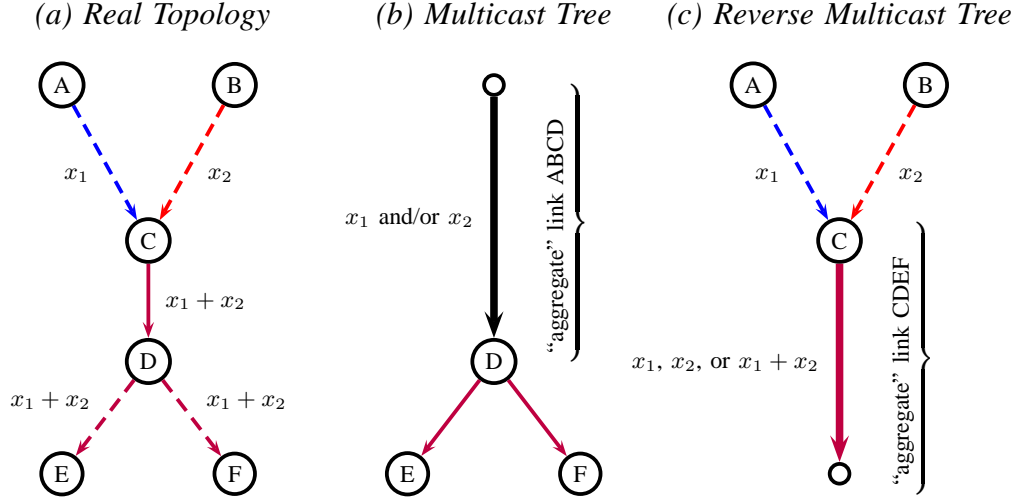 (a) Real Topology
(b) Multicast Tree
(c) Reverse Multicast Tree
A
B
x₁
x₂
C
x₁ + x₂
D
x₁ + x₂
x₁ + x₂
E
F
x₁ and/or x₂
“aggregate” link ABCD
D
E
F
A
B
x₁
x₂
C
x₁, x₂, or x₁ + x₂
“aggregate” link CDEF